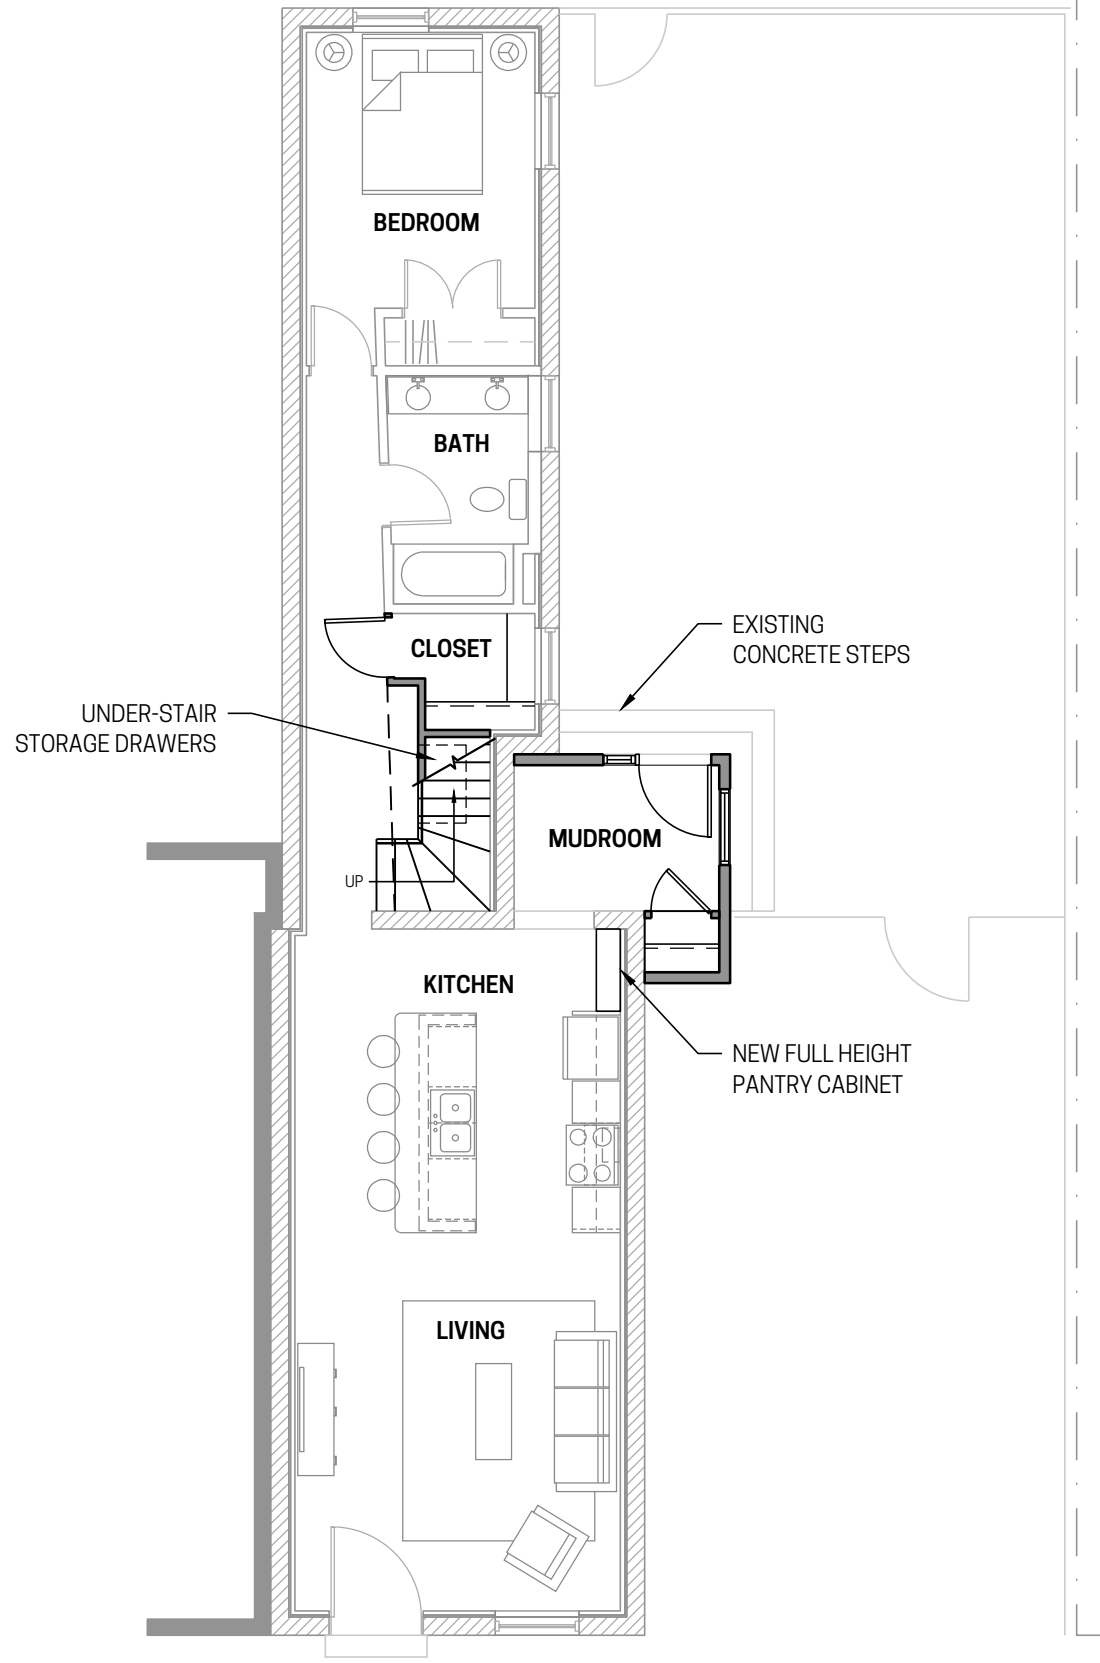 BEDROOM
BATH
CLOSET
EXISTING
CONCRETE STEPS
UNDER-STAIR
STORAGE DRAWERS
MUDROOM
UP
KITCHEN
NEW FULL HEIGHT
PANTRY CABINET
LIVING